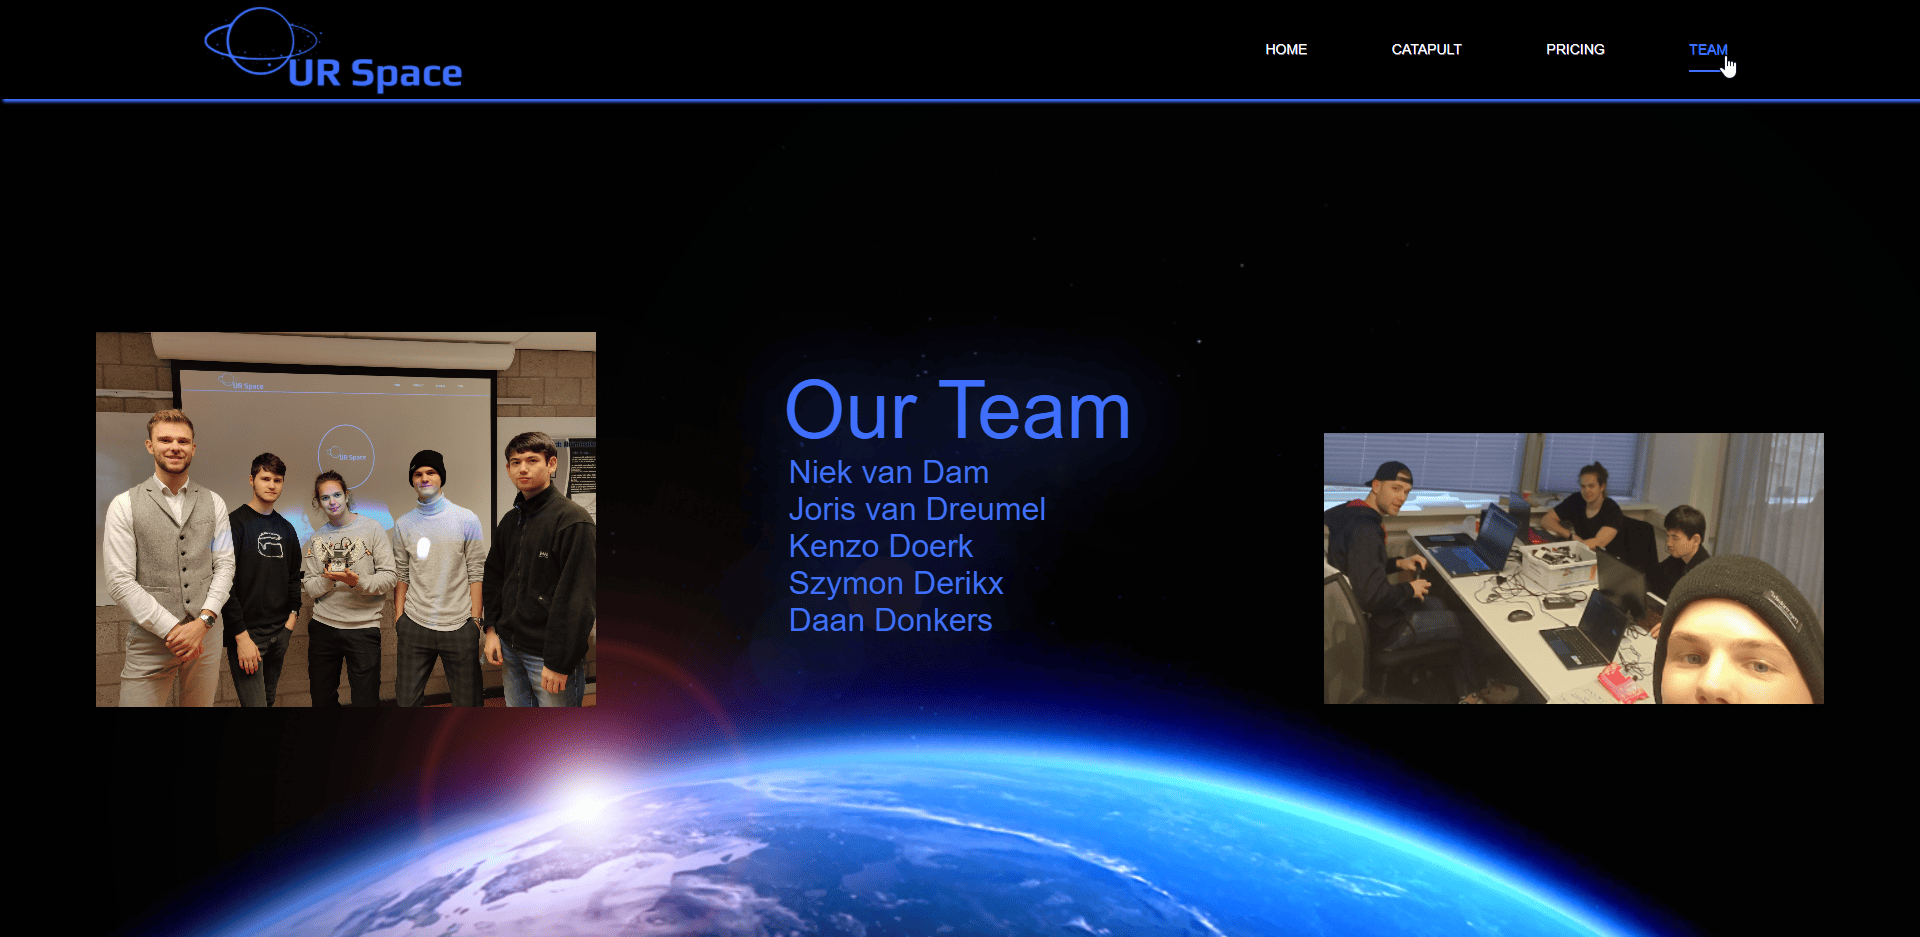 UR Space
HOME CATAPULT PRICING TEAM
UR Space
UR Space
Our Team
Niek van Dam
Joris van Dreumel
Kenzo Doerk
Szymon Derikx
Daan Donkers